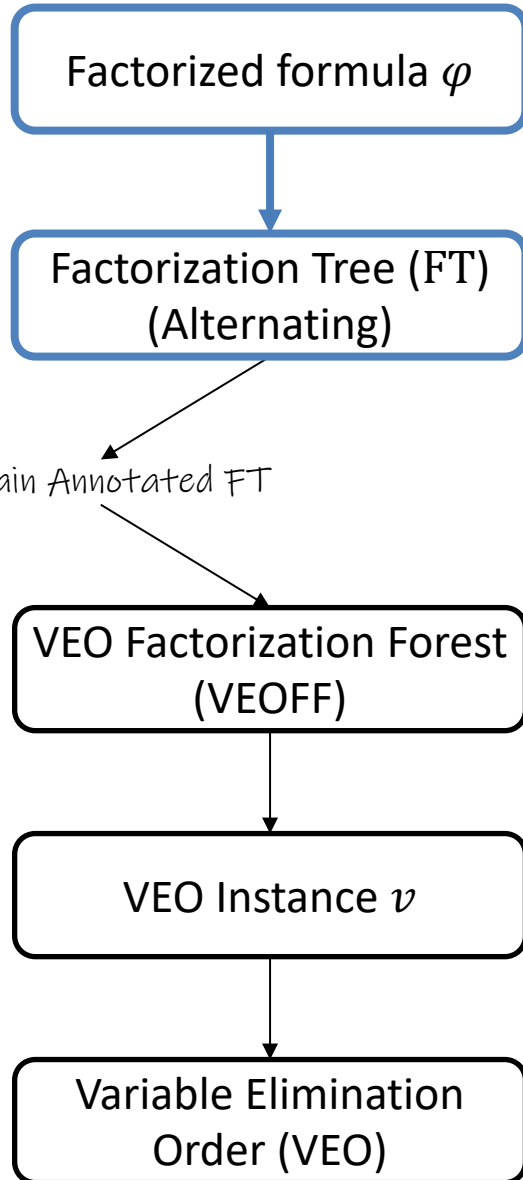 Factorized formula φ
Factorization Tree (FT)
(Alternating)
Annotated FT
VEO Factorization Forest
(VEOFF)
VEO Instance v
Variable Elimination
Order (VEO)